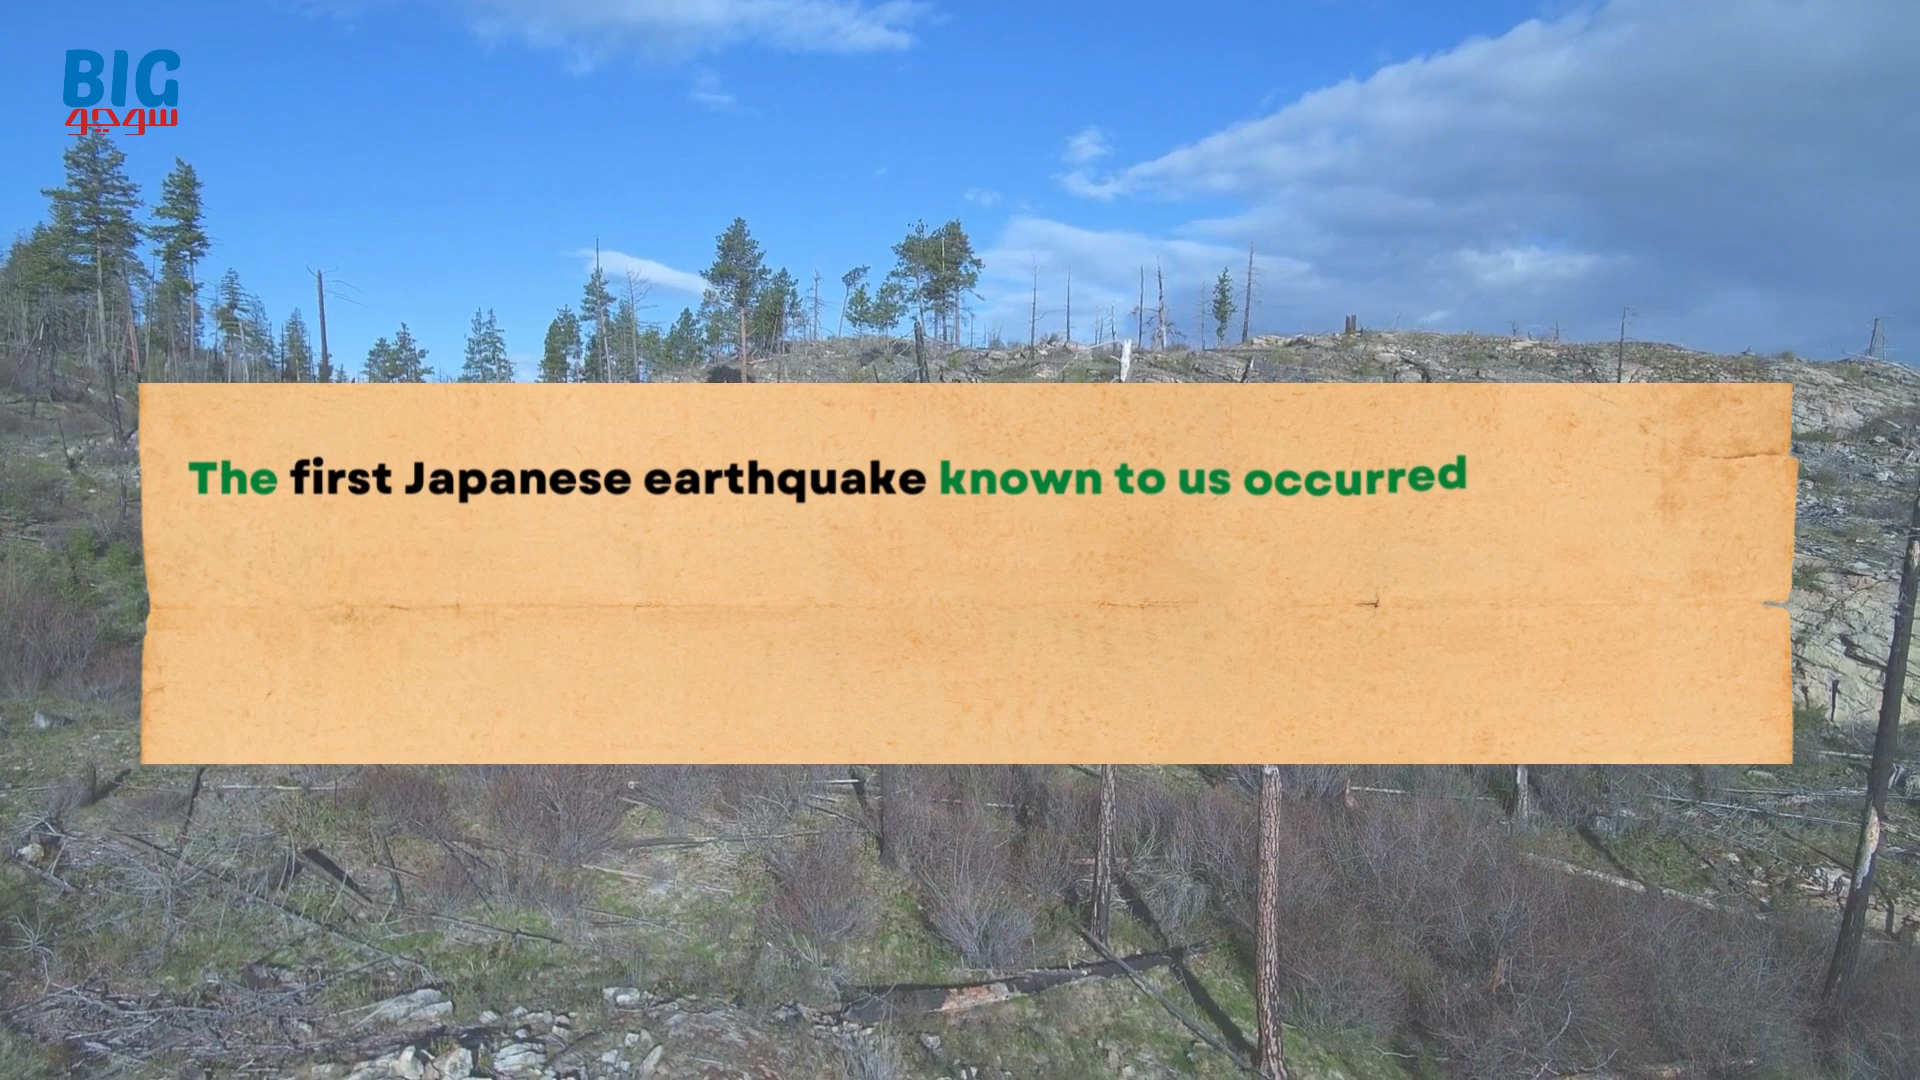 BIG
سوچو
The first Japanese earthquake known to us occurred